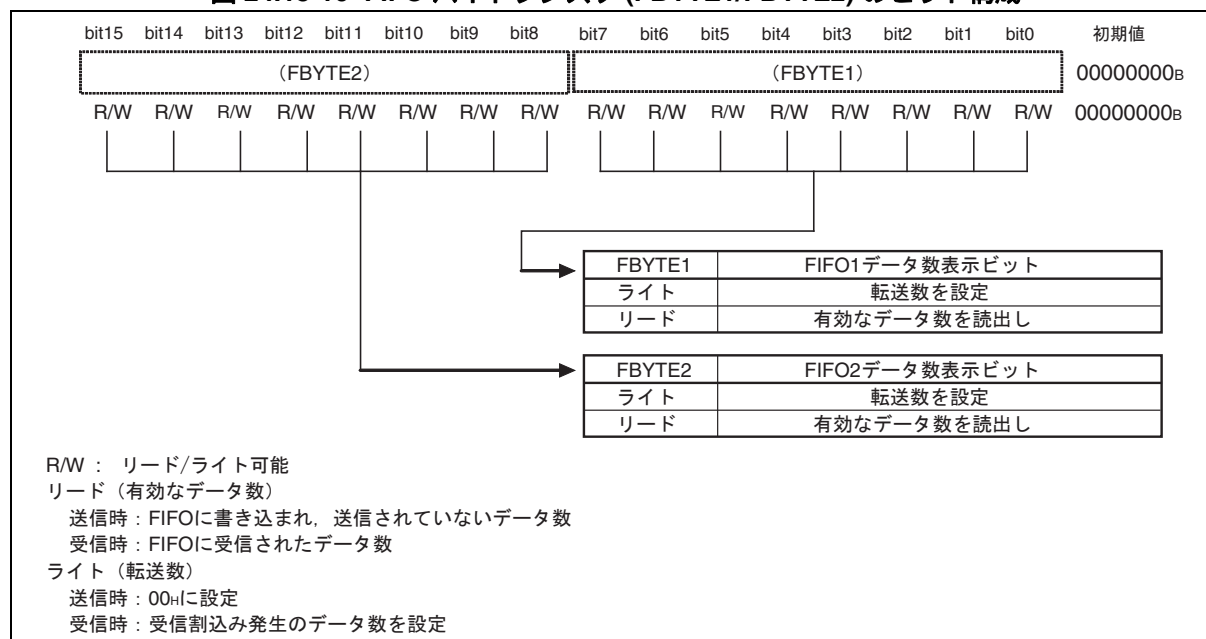 bit15 bit14 bit13 bit12 bit11 bit10 bit9 bit8 bit7 bit6 bit5 bit4 bit3 bit2 bit1 bit0 初期値
(FBYTE2) (FBYTE1) 00000000B
R/W R/W R/W R/W R/W R/W R/W R/W R/W R/W R/W R/W R/W R/W R/W R/W 00000000B
FBYTE1 FIFO1データ数表示ビット
ライト 転送数を設定
リード 有効なデータ数を読出し
FBYTE2 FIFO2データ数表示ビット
ライト 転送数を設定
リード 有効なデータ数を読出し
R/W : リード/ライト可能
リード（有効なデータ数）
送信時：FIFOに書き込まれ，送信されていないデータ数
受信時：FIFOに受信されたデータ数
ライト（転送数）
送信時：00Hに設定
受信時：受信割込み発生のデータ数を設定